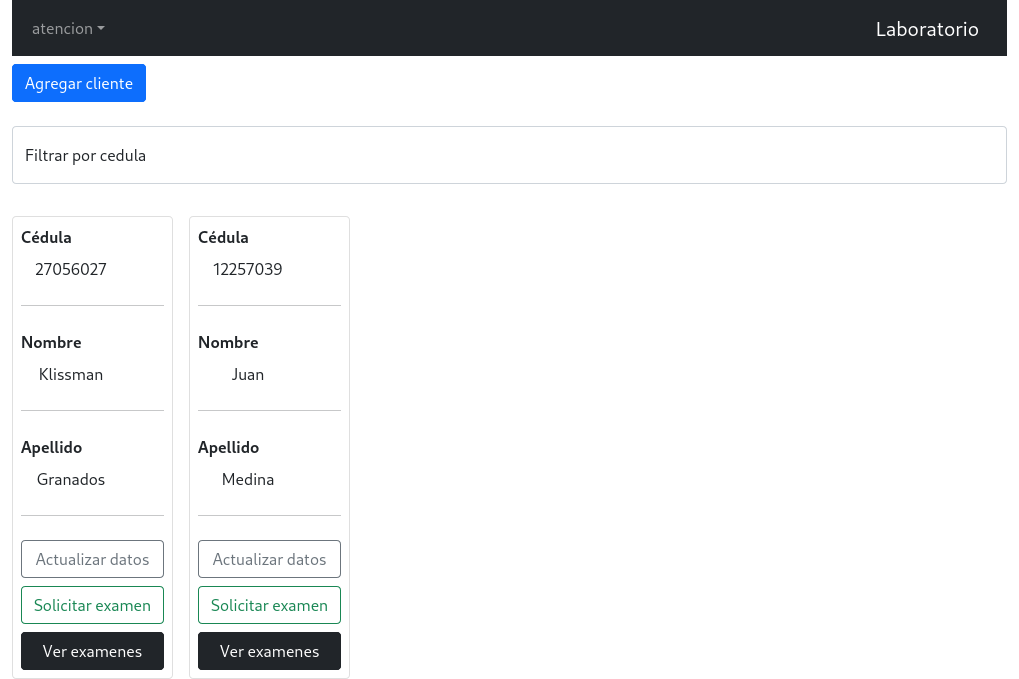 atencion
Laboratorio
Agregar cliente
Filtrar por cedula
Cédula
27056027
Nombre
Klissman
Apellido
Granados
Actualizar datos
Solicitar examen
Ver examenes
Cédula
12257039
Nombre
Juan
Apellido
Medina
Actualizar datos
Solicitar examen
Ver examenes